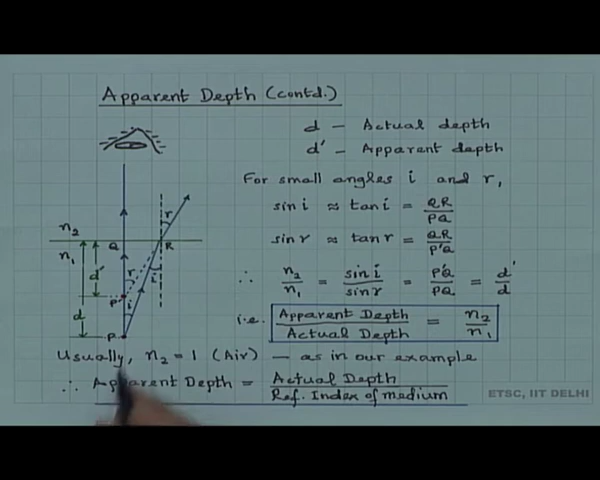 Apparent Depth (contd.)
d – Actual depth
d' – Apparent depth
For small angles i and r,
sin i ≈ tan i = QR/PQ
sin r ≈ tan r = QR/P'Q
∴ n₂/n₁ = sin i/sin r = P'Q/PQ = d'/d
i.e. Apparent Depth/Actual Depth = n₂/n₁
n₂
n₁
Q
R
r
r
i
i
d'
d
P'
P
Usually, n₂ = 1 (Air) — as in our example
∴ Apparent Depth = Actual Depth/Ref. Index of medium
ETSC, IIT DELHI